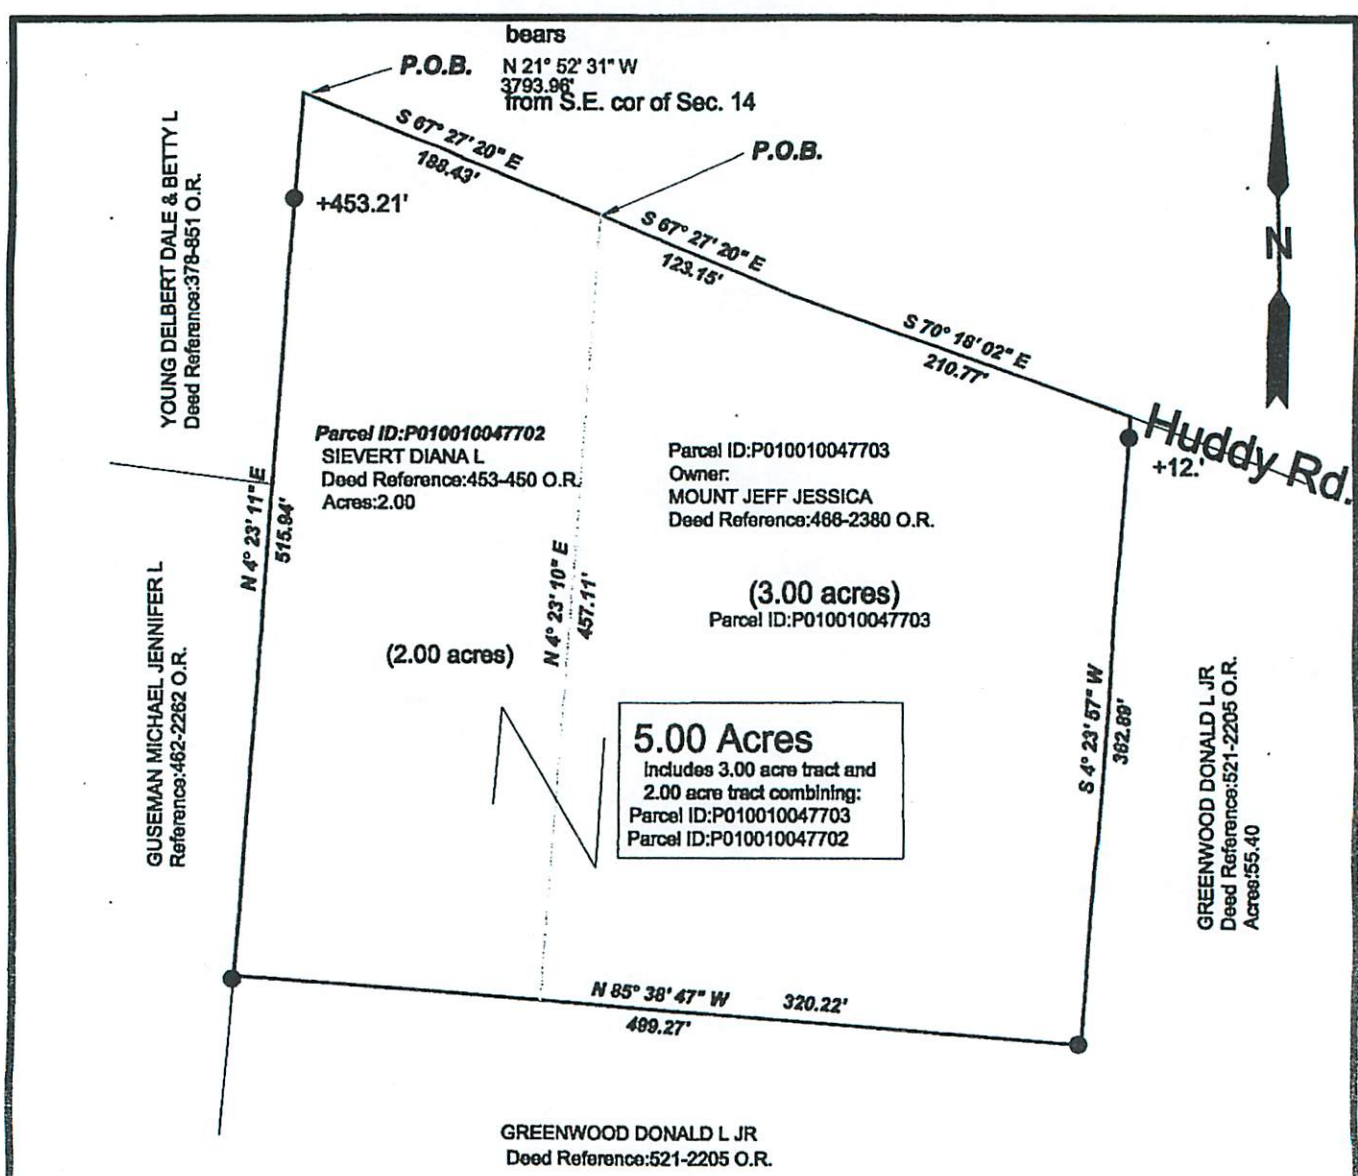 bears
P.O.B.
N 21° 52' 31" W
3793.96'
from S.E. cor of Sec. 14
S 67° 27' 20" E
188.43'
P.O.B.
+453.21'
S 67° 27' 20" E
123.15'
S 70° 18' 02" E
210.77'
N
Huddy Rd.
+12.'
YOUNG DELBERT DALE & BETTY L
Deed Reference:378-851 O.R.
Parcel ID:P010010047702
SIEVERT DIANA L
Deed Reference:453-450 O.R.
Acres:2.00
Parcel ID:P010010047703
Owner:
MOUNT JEFF JESSICA
Deed Reference:466-2380 O.R.
N 4° 23' 11" E
515.94'
N 4° 23' 10" E
457.11'
(3.00 acres)
Parcel ID:P010010047703
(2.00 acres)
GUSEMAN MICHAEL JENNIFER L
Reference:462-2262 O.R.
S 4° 23' 57" W
362.89'
GREENWOOD DONALD L JR
Deed Reference:521-2205 O.R.
Acres:55.40
5.00 Acres
Includes 3.00 acre tract and
2.00 acre tract combining:
Parcel ID:P010010047703
Parcel ID:P010010047702
N 85° 38' 47" W 320.22'
499.27'
GREENWOOD DONALD L JR
Deed Reference:521-2205 O.R.